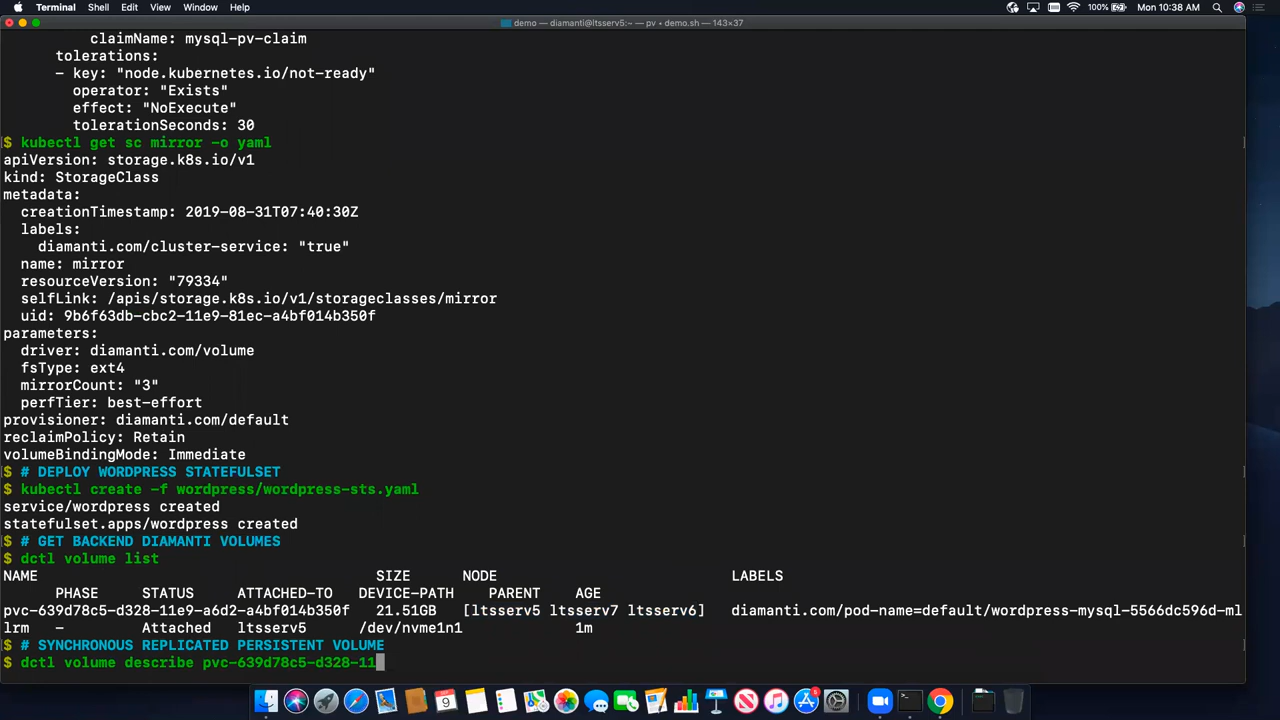 Terminal Shell Edit View Window Help 100% Mon 10:38 AM
demo — diamanti@ltsserv5:~ — pv • demo.sh — 143×37
claimName: mysql-pv-claim
tolerations:
- key: "node.kubernetes.io/not-ready"
operator: "Exists"
effect: "NoExecute"
tolerationSeconds: 30
$ kubectl get sc mirror -o yaml
apiVersion: storage.k8s.io/v1
kind: StorageClass
metadata:
creationTimestamp: 2019-08-31T07:40:30Z
labels:
diamanti.com/cluster-service: "true"
name: mirror
resourceVersion: "79334"
selfLink: /apis/storage.k8s.io/v1/storageclasses/mirror
uid: 9b6f63db-cbc2-11e9-81ec-a4bf014b350f
parameters:
driver: diamanti.com/volume
fsType: ext4
mirrorCount: "3"
perfTier: best-effort
provisioner: diamanti.com/default
reclaimPolicy: Retain
volumeBindingMode: Immediate
$ # DEPLOY WORDPRESS STATEFULSET
$ kubectl create -f wordpress/wordpress-sts.yaml
service/wordpress created
statefulset.apps/wordpress created
$ # GET BACKEND DIAMANTI VOLUMES
$ dctl volume list
NAME SIZE NODE LABELS
PHASE STATUS ATTACHED-TO DEVICE-PATH PARENT AGE
pvc-639d78c5-d328-11e9-a6d2-a4bf014b350f 21.51GB [ltsserv5 ltsserv7 ltsserv6] diamanti.com/pod-name=default/wordpress-mysql-5566dc596d-ml
lrm - Attached ltsserv5 /dev/nvme1n1 1m
$ # SYNCHRONOUS REPLICATED PERSISTENT VOLUME
$ dctl volume describe pvc-639d78c5-d328-11
9
5